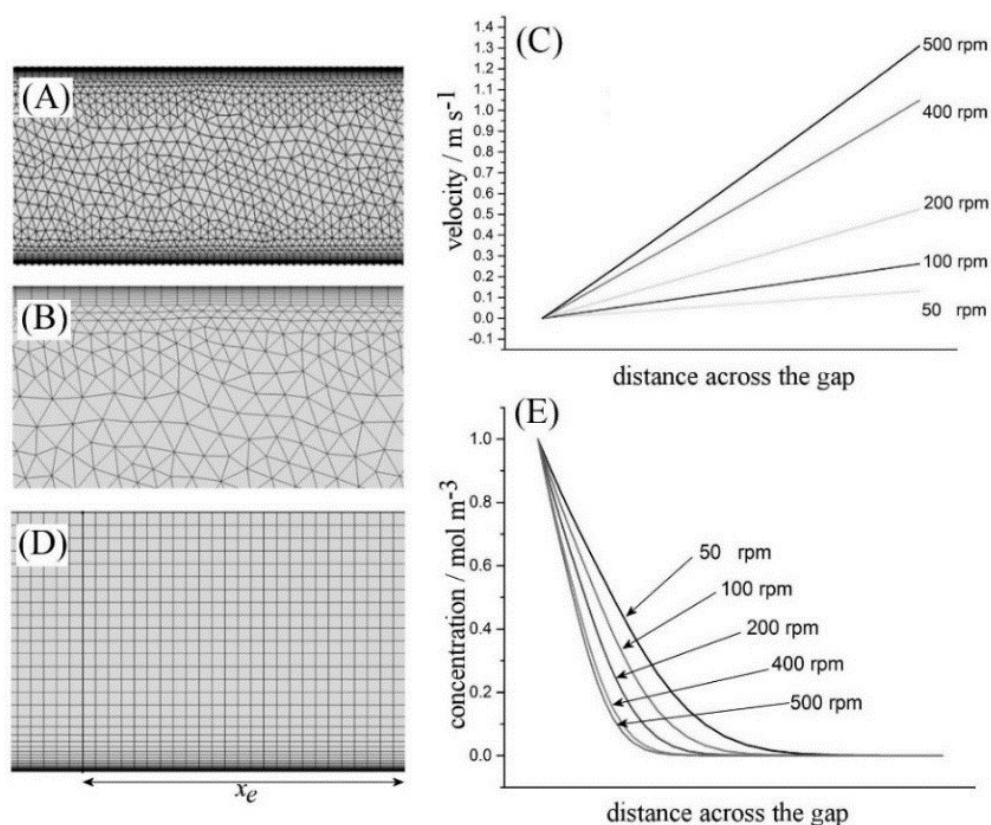 (A)
(B)
(D)
xe
(C)
velocity / m s-1
1.4
1.3
1.2
1.1
1.0
0.9
0.8
0.7
0.6
0.5
0.4
0.3
0.2
0.1
0.0
-0.1
500 rpm
400 rpm
200 rpm
100 rpm
50 rpm
distance across the gap
(E)
concentration / mol m-3
1.0
0.8
0.6
0.4
0.2
0.0
50 rpm
100 rpm
200 rpm
400 rpm
500 rpm
distance across the gap